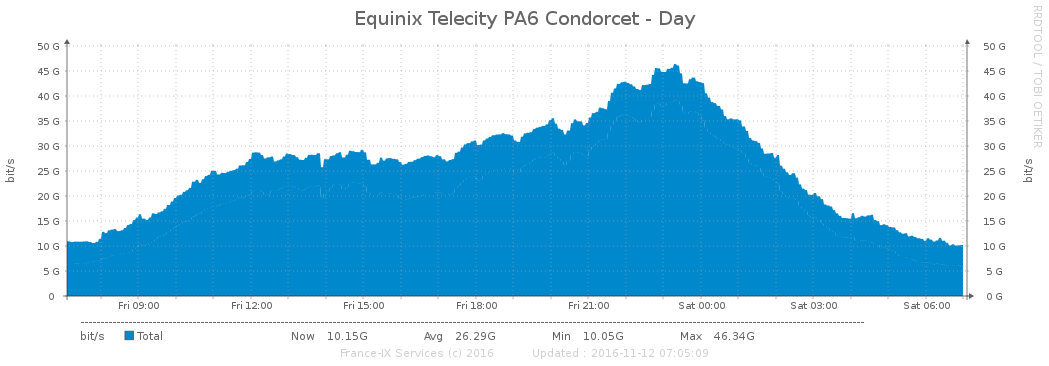 Equinix Telecity PA6 Condorcet - Day
RRDTOOL / TOBI OETIKER
50 G 50 G
45 G 45 G
40 G 40 G
35 G 35 G
30 G 30 G
25 G 25 G
20 G 20 G
15 G 15 G
10 G 10 G
5 G 5 G
0 0 G
bit/s bit/s
Fri 09:00 Fri 12:00 Fri 15:00 Fri 18:00 Fri 21:00 Sat 00:00 Sat 03:00 Sat 06:00
bit/s Total Now 10.15G Avg 26.29G Min 10.05G Max 46.34G
France-IX Services (c) 2016 Updated : 2016-11-12 07:05:09